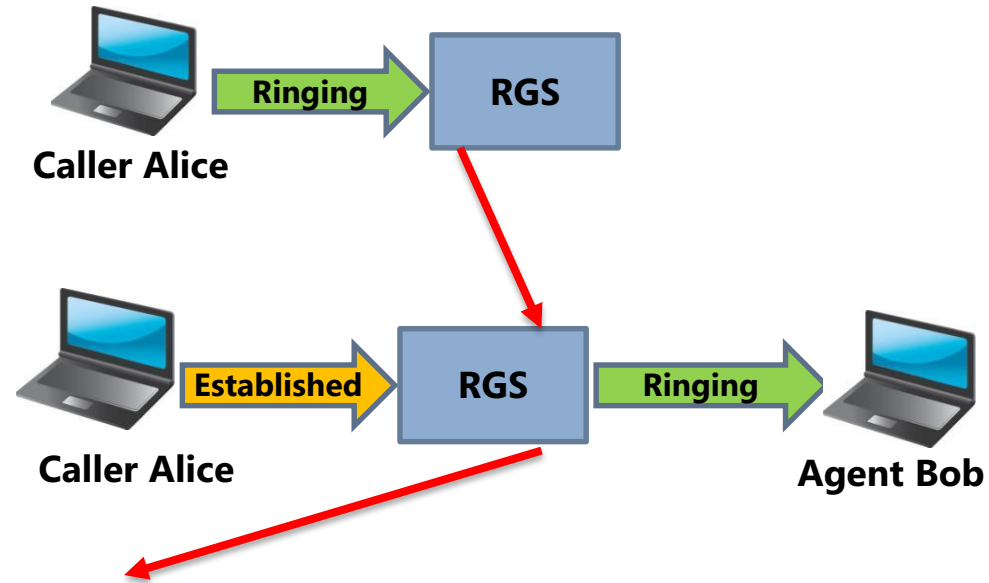 Ringing
RGS
Caller Alice
Established
RGS
Ringing
Caller Alice
Agent Bob